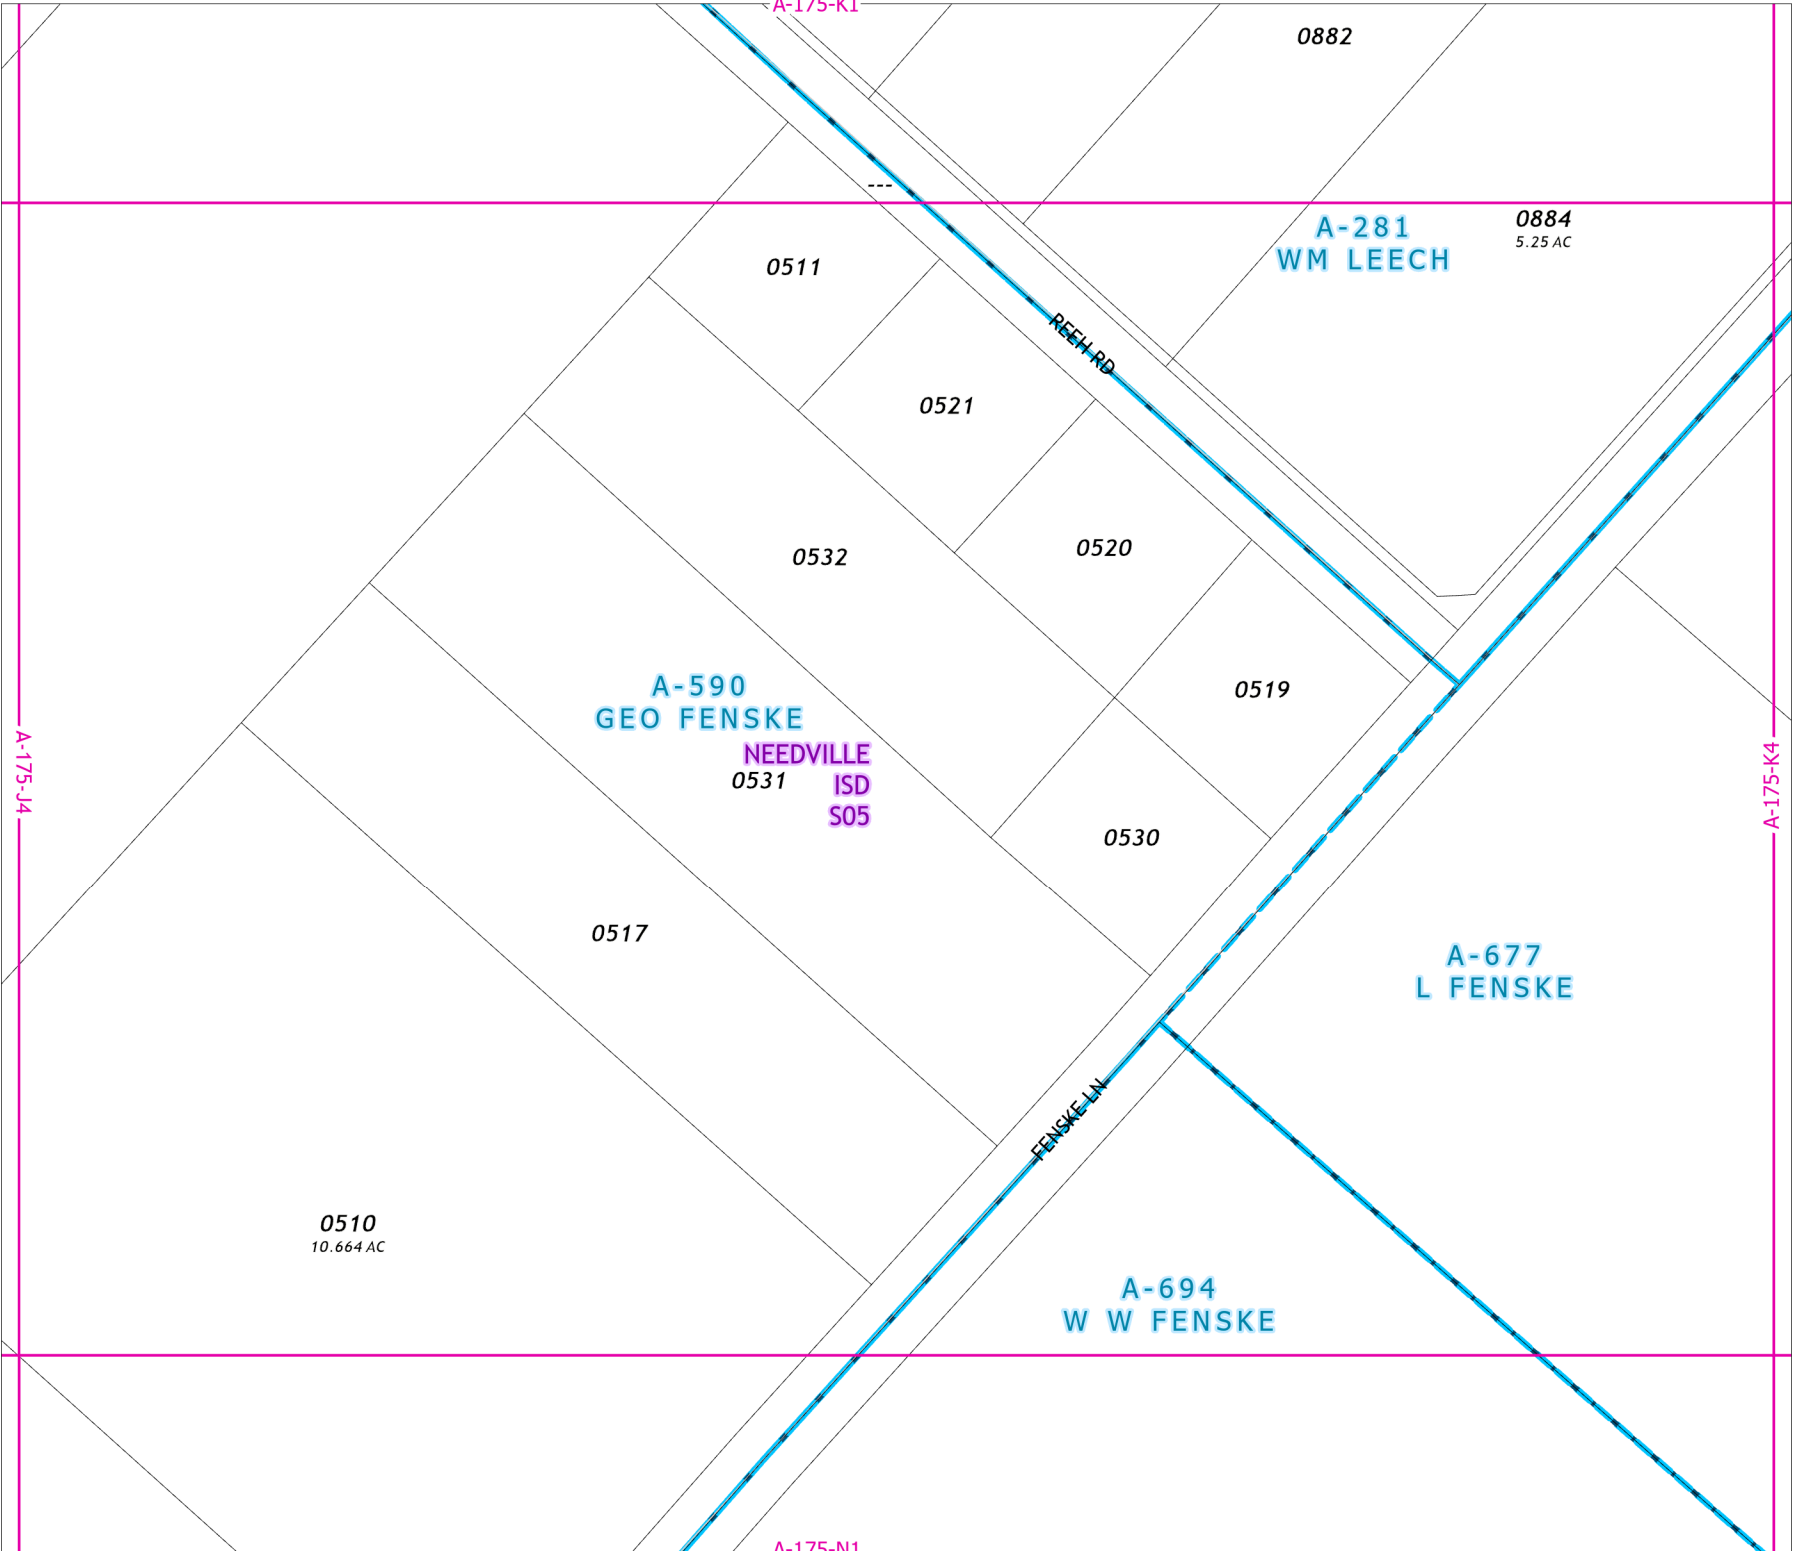 A-175-K1
0882
---
A-281
WM LEECH
0884
5.25 AC
0511
REEH RD
0521
0520
0532
0519
A-590
GEO FENSKE
NEEDVILLE
ISD
S05
0531
A-175-J4
A-175-K4
0530
0517
A-677
L FENSKE
FENSKE LN
0510
10.664 AC
A-694
W W FENSKE
A-175-N1